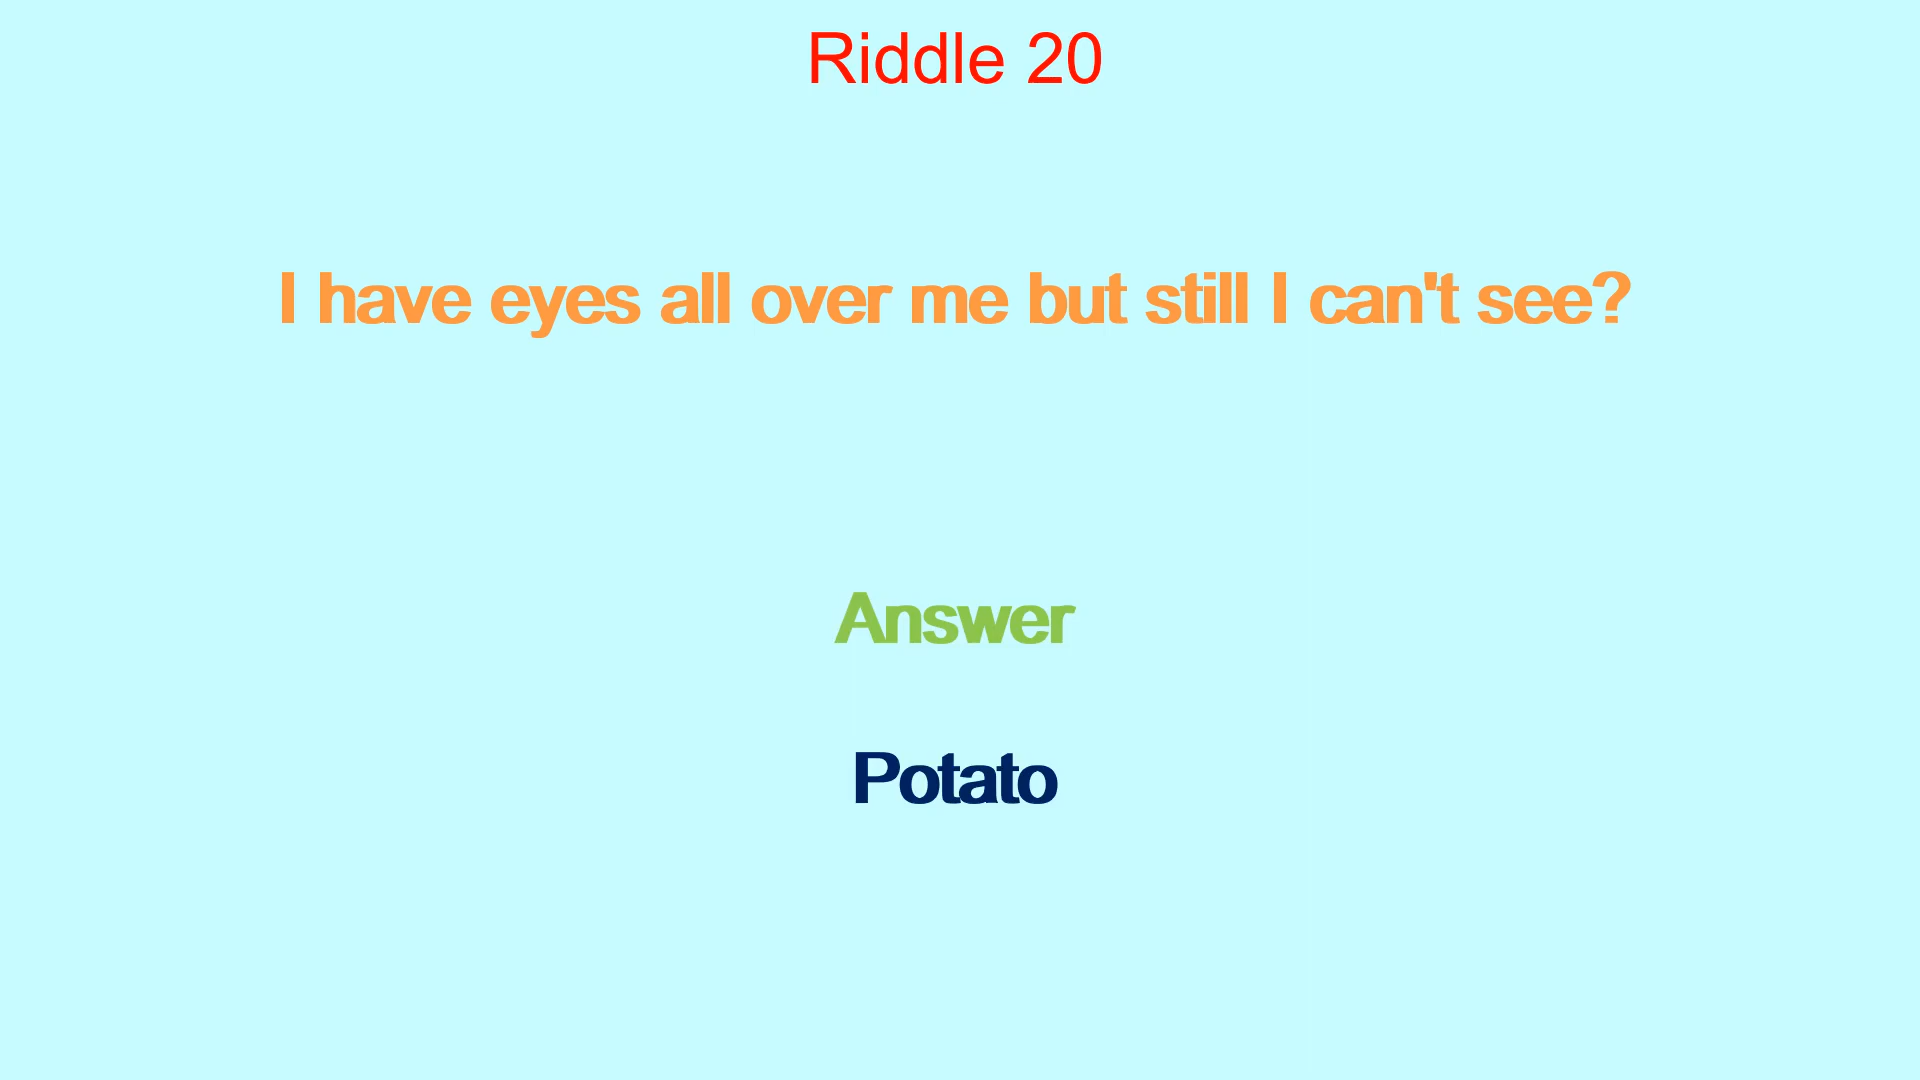 Riddle 20
I have eyes all over me but still I can't see?
Answer
Potato